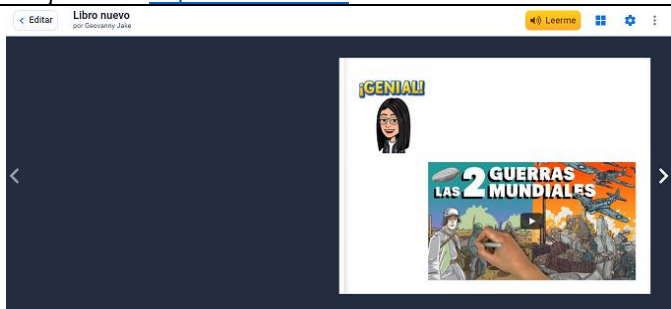 Editar
Libro nuevo
por Geovanny Jake
Leerme
¡GENIAL!
LAS 2 GUERRAS
MUNDIALES